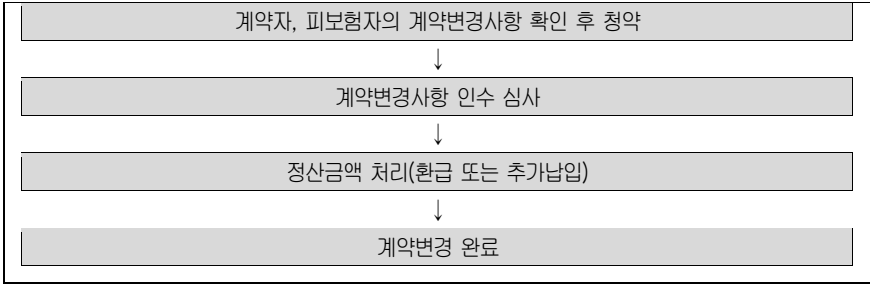 계약자, 피보험자의 계약변경사항 확인 후 청약
↓
계약변경사항 인수 심사
↓
정산금액 처리(환급 또는 추가납입)
↓
계약변경 완료